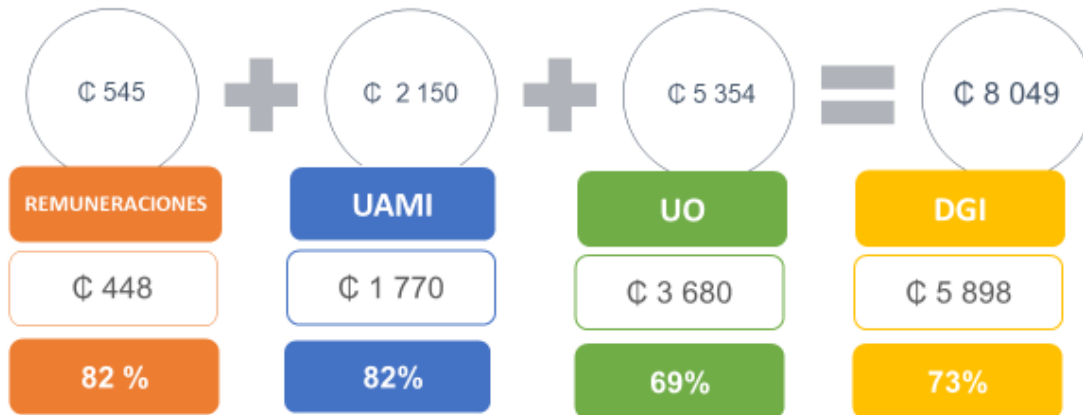 ₡ 545
₡ 2 150
₡ 5 354
₡ 8 049
REMUNERACIONES
UAMI
UO
DGI
₡ 448
₡ 1 770
₡ 3 680
₡ 5 898
82 %
82%
69%
73%